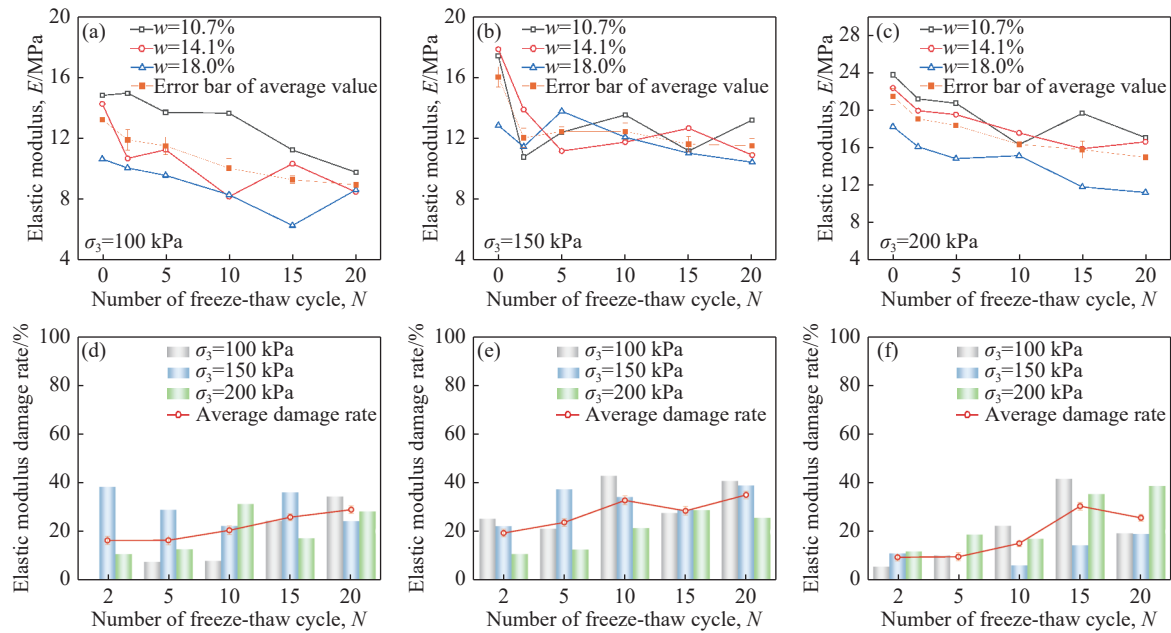 (a)
w=10.7%
w=14.1%
w=18.0%
Error bar of average value
σ3=100 kPa
Elastic modulus, E/MPa
20
16
12
8
4
0 5 10 15 20
Number of freeze-thaw cycle, N
(b)
w=10.7%
w=14.1%
w=18.0%
Error bar of average value
σ3=150 kPa
Elastic modulus, E/MPa
20
16
12
8
4
0 5 10 15 20
Number of freeze-thaw cycle, N
(c)
w=10.7%
w=14.1%
w=18.0%
Error bar of average value
σ3=200 kPa
Elastic modulus, E/MPa
28
24
20
16
12
8
4
0 5 10 15 20
Number of freeze-thaw cycle, N
(d)
σ3=100 kPa
σ3=150 kPa
σ3=200 kPa
Average damage rate
Elastic modulus damage rate/%
100
80
60
40
20
0
2 5 10 15 20
Number of freeze-thaw cycle, N
(e)
σ3=100 kPa
σ3=150 kPa
σ3=200 kPa
Average damage rate
Elastic modulus damage rate/%
100
80
60
40
20
0
2 5 10 15 20
Number of freeze-thaw cycle, N
(f)
σ3=100 kPa
σ3=150 kPa
σ3=200 kPa
Average damage rate
Elastic modulus damage rate/%
100
80
60
40
20
0
2 5 10 15 20
Number of freeze-thaw cycle, N